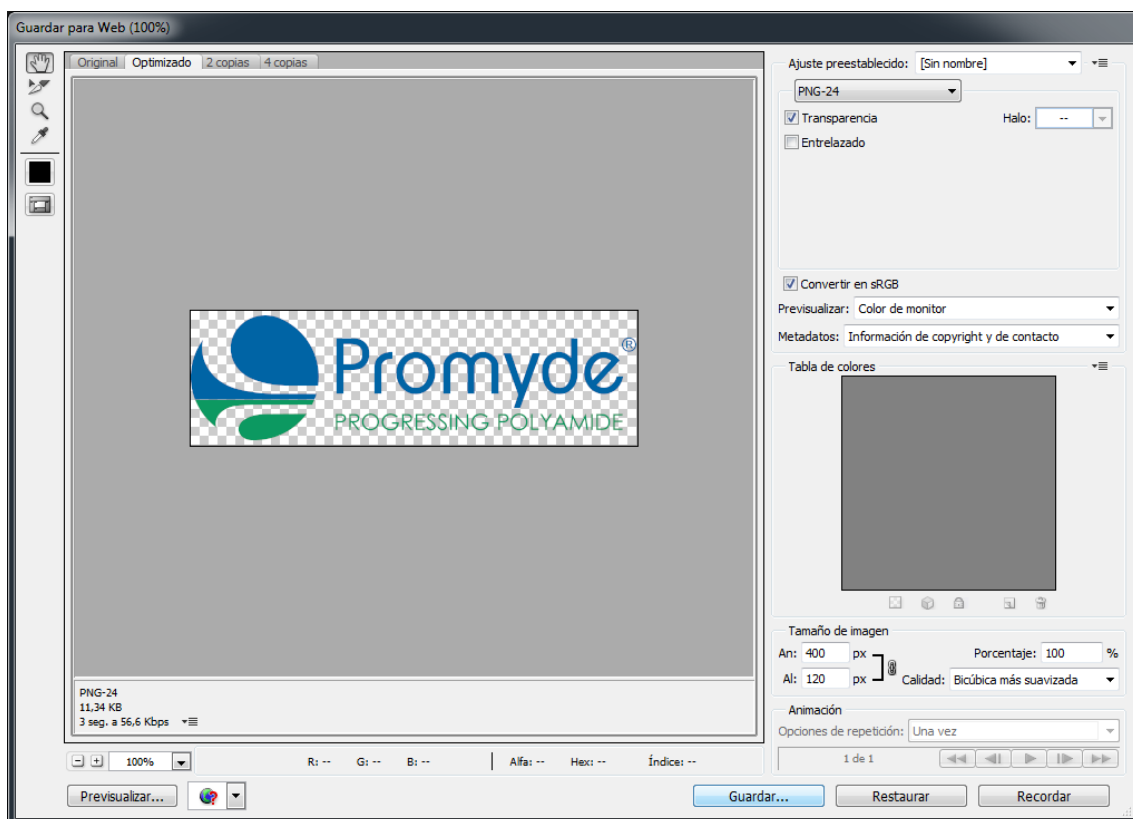 Guardar para Web (100%)
Original Optimizado 2 copias 4 copias
Promyde®
PROGRESSING POLYAMIDE
PNG-24
11,34 KB
3 seg. a 56,6 Kbps
100%
R: -- G: -- B: -- Alfa: -- Hex: -- Índice: --
Previsualizar...
Ajuste preestablecido: [Sin nombre]
PNG-24
Transparencia Halo: --
Entrelazado
Convertir en sRGB
Previsualizar: Color de monitor
Metadatos: Información de copyright y de contacto
Tabla de colores
Tamaño de imagen
An: 400 px Porcentaje: 100 %
Al: 120 px Calidad: Bicúbica más suavizada
Animación
Opciones de repetición: Una vez
1 de 1
Guardar... Restaurar Recordar